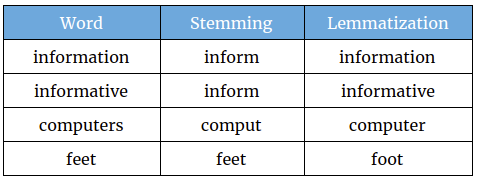 Word Stemming Lemmatization
information inform information
informative inform informative
computers comput computer
feet feet foot